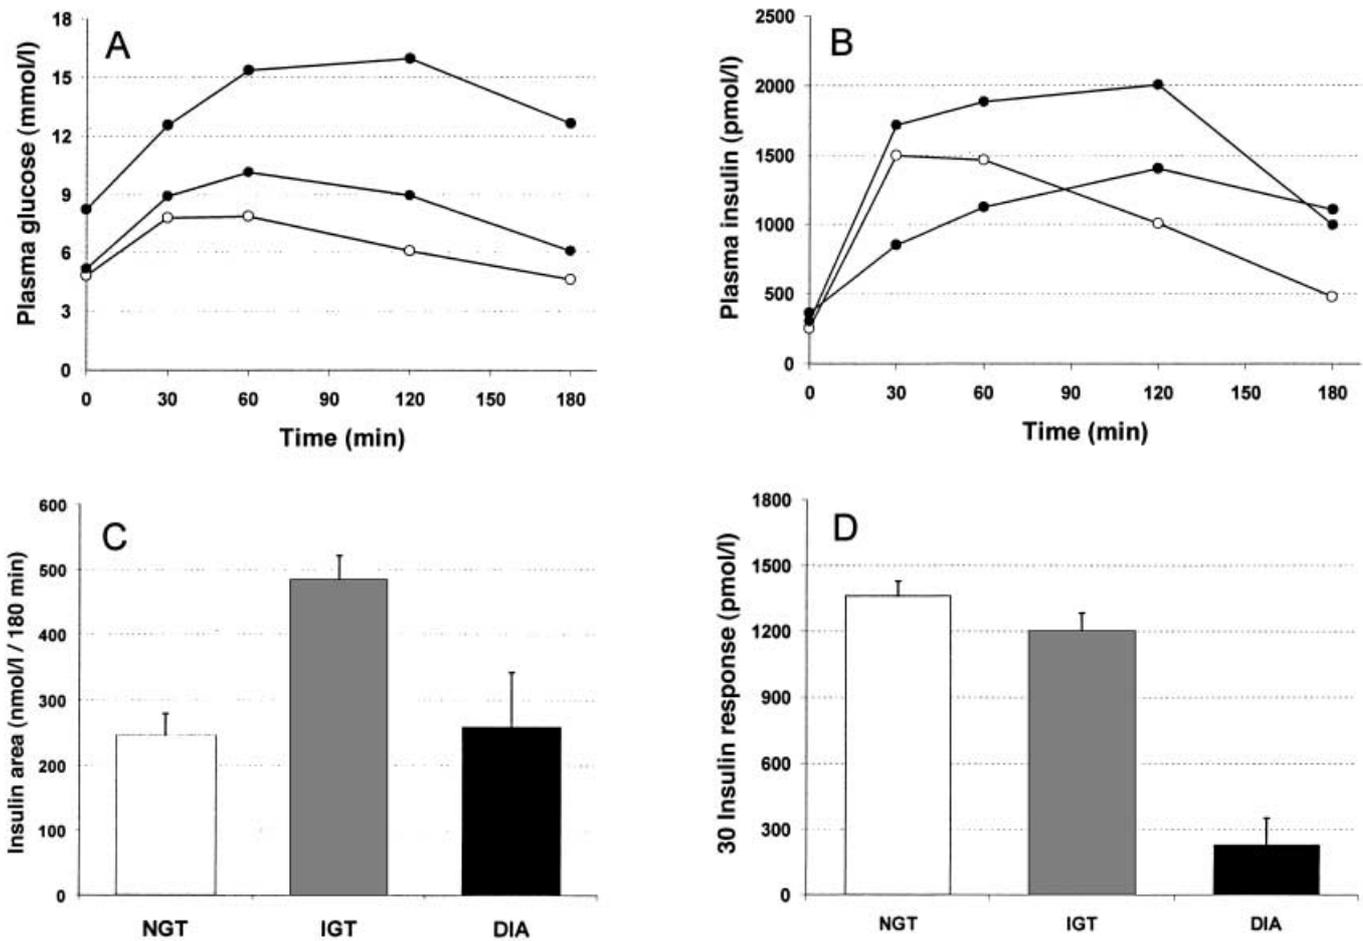 A
Plasma glucose (mmol/l)
18
15
12
9
6
3
0
0 30 60 90 120 150 180
Time (min)
B
Plasma insulin (pmol/l)
2500
2000
1500
1000
500
0
0 30 60 90 120 150 180
Time (min)
C
Insulin area (nmol/l / 180 min)
600
500
400
300
200
100
0
NGT IGT DIA
D
30 Insulin response (pmol/l)
1800
1500
1200
900
600
300
0
NGT IGT DIA